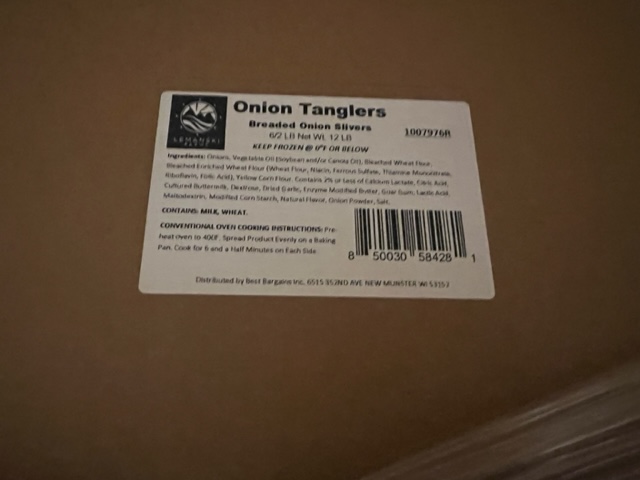 Onion Tanglers
Breaded Onion Slivers
1007976R
6/2 LB Net Wt. 12 LB
KEEP FROZEN @ 0°F OR BELOW
LEMANSKI
FARMS
Ingredients: Onions, Vegetable Oil (Soybean and/or Canola Oil), Bleached Wheat Flour,
Bleached Enriched Wheat Flour (Wheat Flour, Niacin, Ferrous Sulfate, Thiamine Mononitrate,
Riboflavin, Folic Acid), Yellow Corn Flour. Contains 2% or Less of Calcium Lactate, Citric Acid,
Cultured Buttermilk, Dextrose, Dried Garlic, Enzyme Modified Butter, Guar Gum, Lactic Acid,
Maltodextrin, Modified Corn Starch, Natural Flavor, Onion Powder, Salt.
CONTAINS: MILK, WHEAT.
CONVENTIONAL OVEN COOKING INSTRUCTIONS: Pre-
heat oven to 400F. Spread Product Evenly on a Baking
Pan. Cook for 6 and a Half Minutes on Each Side
8 50030 58428 1
Distributed by Best Bargains Inc. 6515 352ND AVE NEW MUNSTER WI 53152